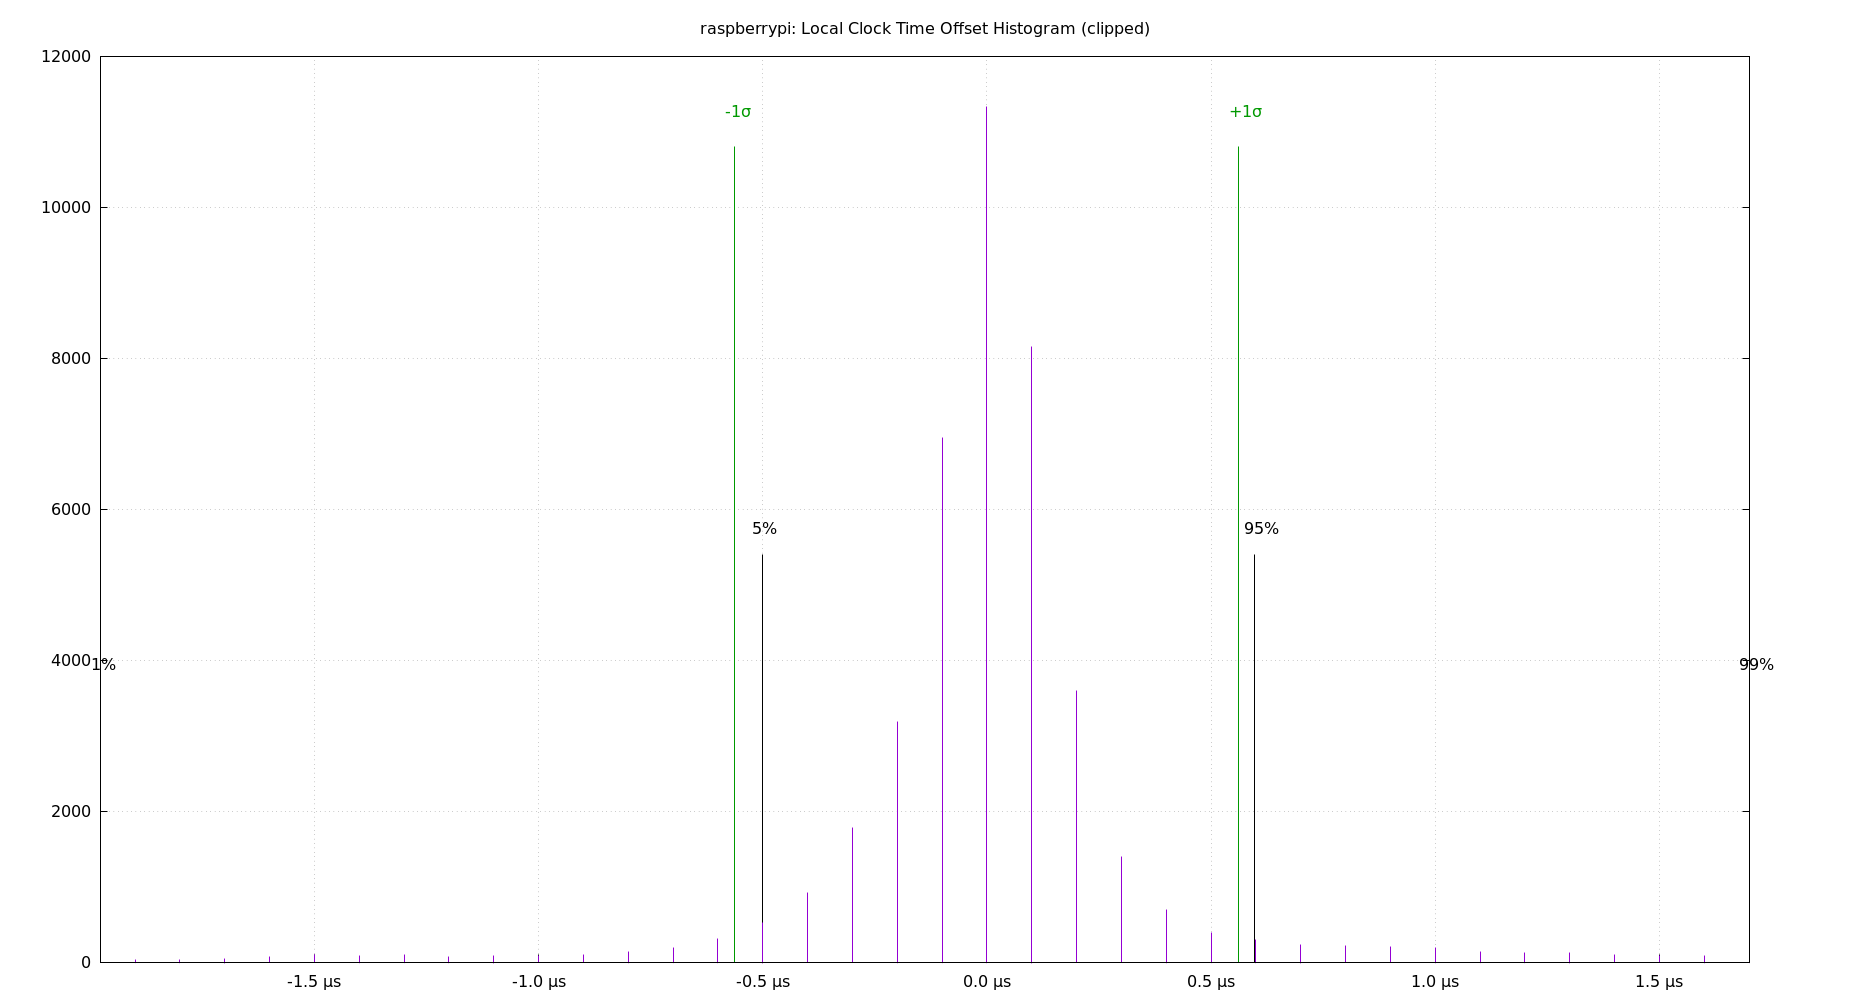 raspberrypi: Local Clock Time Offset Histogram (clipped)
12000
-1σ
+1σ
10000
8000
6000
5%
95%
4000
1%
99%
2000
0
-1.5 µs
-1.0 µs
-0.5 µs
0.0 µs
0.5 µs
1.0 µs
1.5 µs